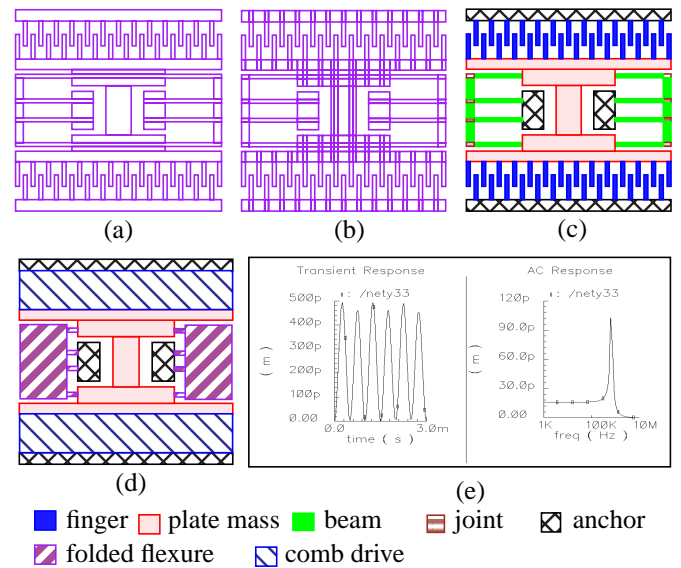 (a)
(b)
(c)
(d)
Transient Response
: /nety33
500p
400p
300p
200p
100p
0.00
( m )
0.0
3.0m
time ( s )
AC Response
: /nety33
120p
90.0p
60.0p
30.0p
0.00
( m )
1K
100K
10M
freq ( Hz )
(e)
finger plate mass beam joint anchor
folded flexure comb drive